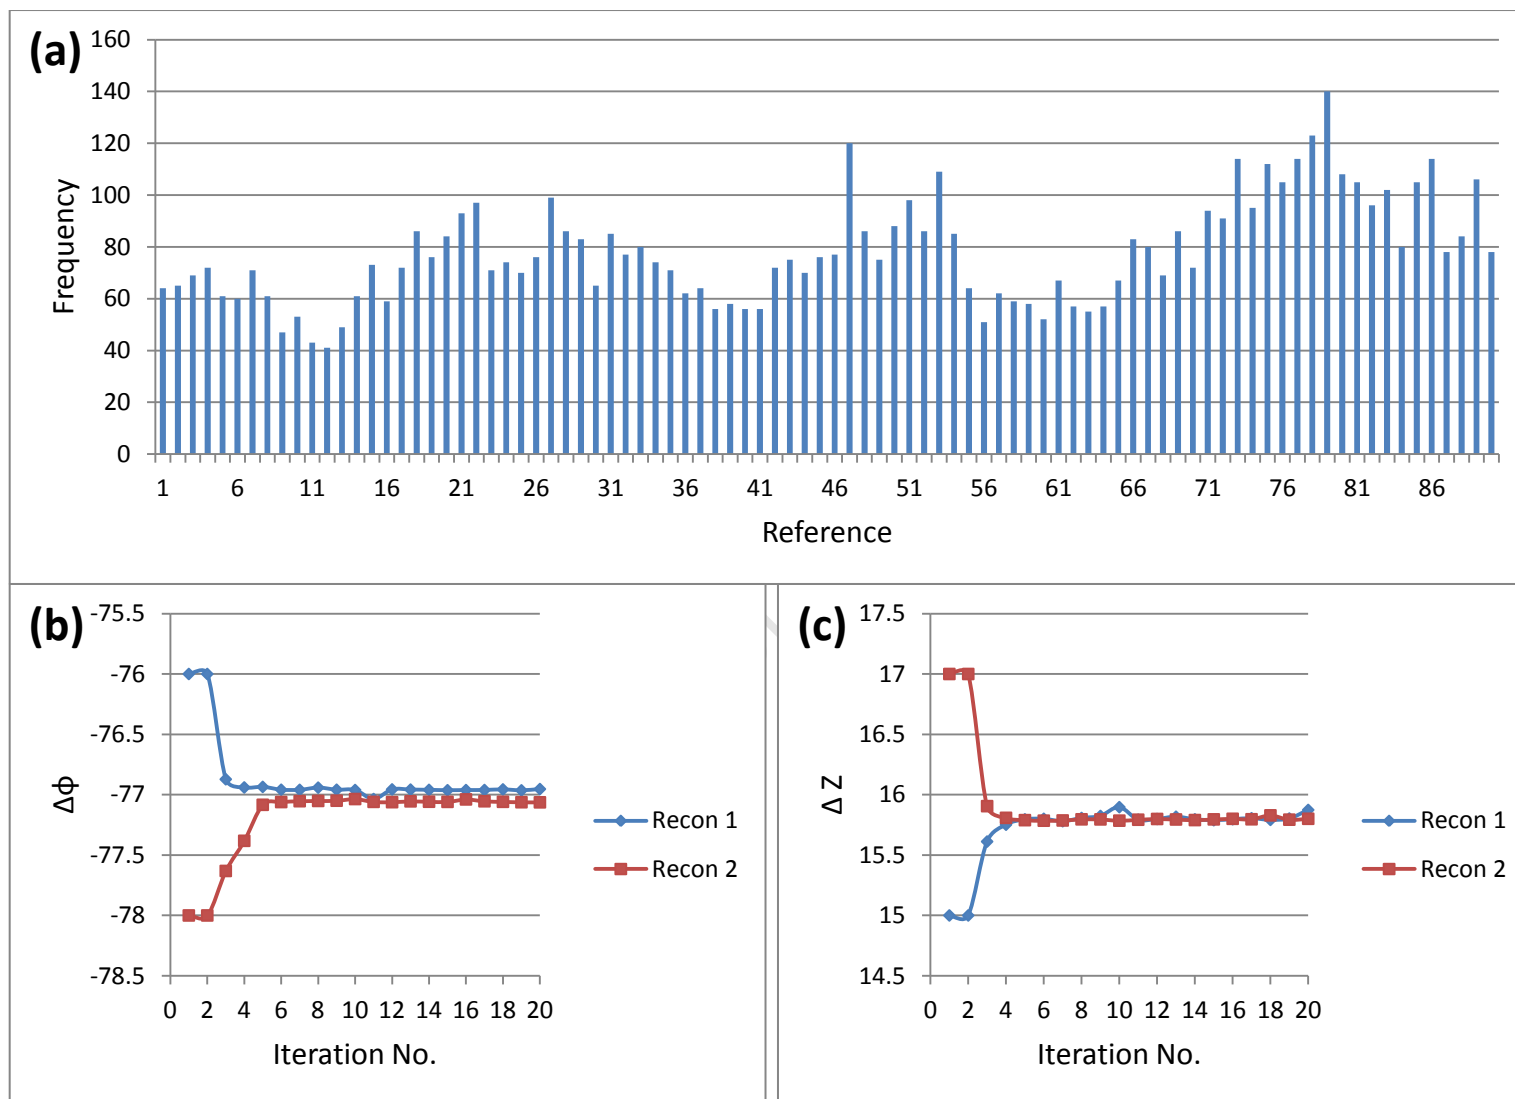 (a)
160
140
120
100
80
60
40
20
0
Frequency
1 6 11 16 21 26 31 36 41 46 51 56 61 66 71 76 81 86
Reference
(b)
-75.5
-76
-76.5
-77
-77.5
-78
-78.5
Δϕ
0 2 4 6 8 10 12 14 16 18 20
Iteration No.
Recon 1
Recon 2
(c)
17.5
17
16.5
16
15.5
15
14.5
Δ Z
0 2 4 6 8 10 12 14 16 18 20
Iteration No.
Recon 1
Recon 2